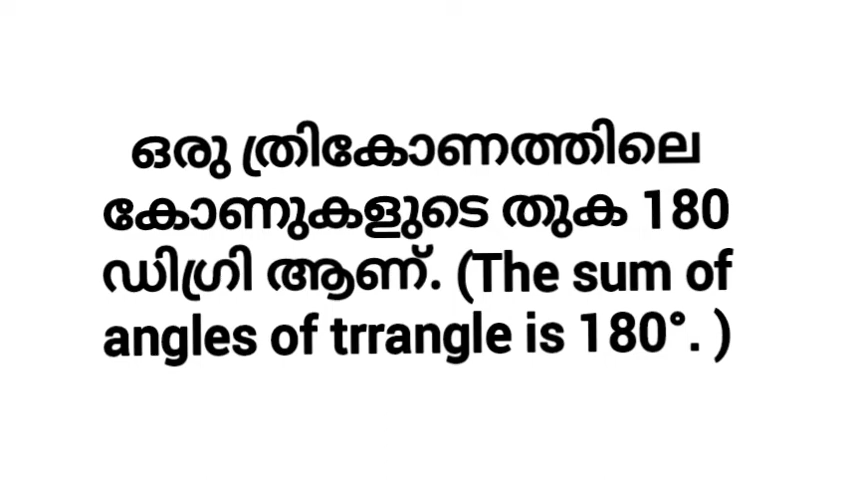 ഒരു ത്രികോണത്തിലെ
കോണുകളുടെ തുക 180
ഡിഗ്രി ആണ്. (The sum of
angles of trrangle is 180°. )